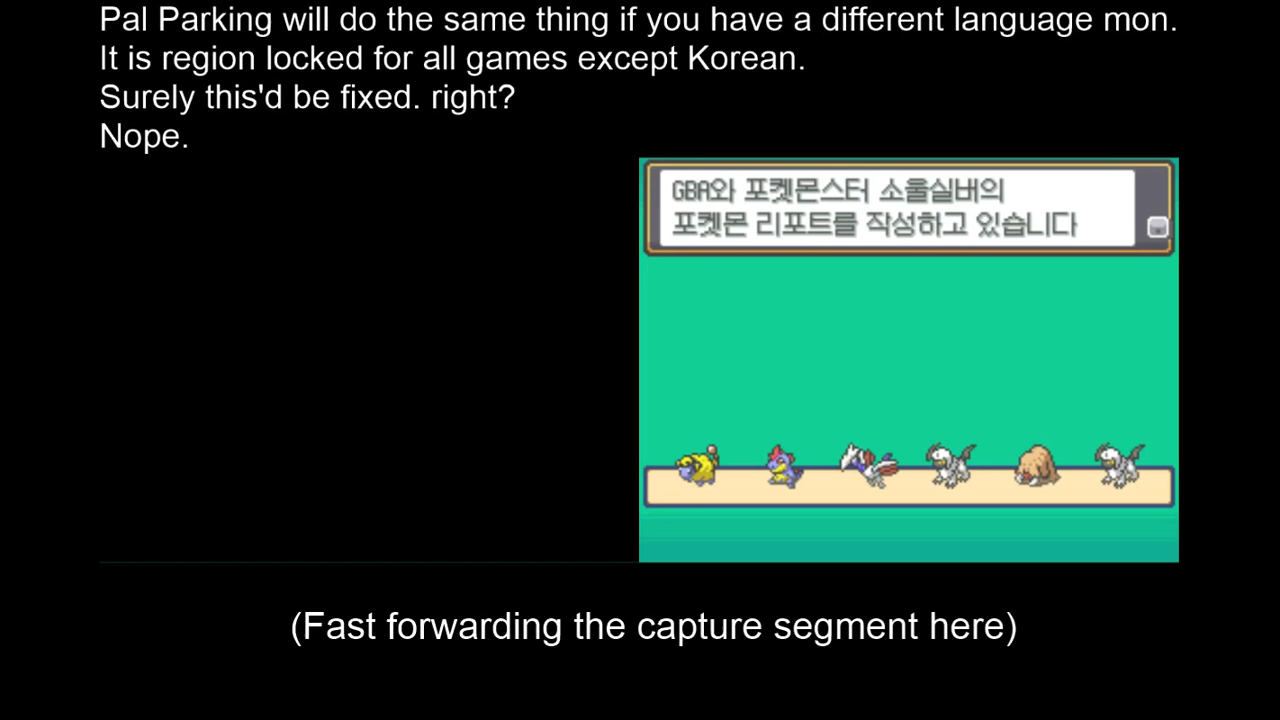 Pal Parking will do the same thing if you have a different language mon.
It is region locked for all games except Korean.
Surely this'd be fixed. right?
Nope.
GBA와 포켓몬스터 소울실버의
포켓몬 리포트를 작성하고 있습니다
(Fast forwarding the capture segment here)